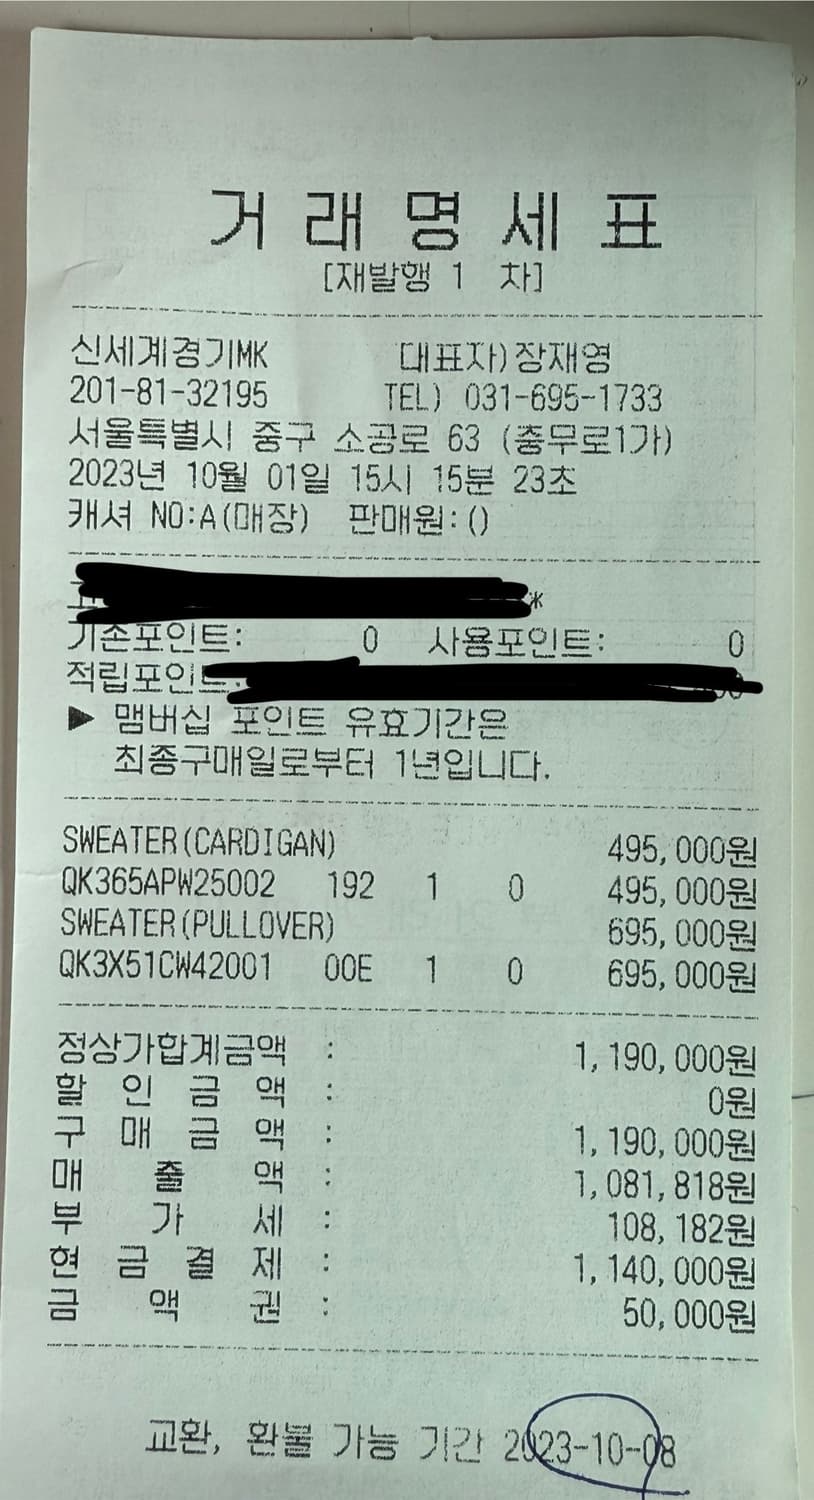 거래명세표
[재발행 1 차]
신세계경기MK 대표자)장재영
201-81-32195 TEL) 031-695-1733
서울특별시 중구 소공로 63 (충무로1가)
2023년 10월 01일 15시 15분 23초
캐셔 NO:A(매장) 판매원:()
*
기존포인트: 0 사용포인트: 0
적립포인트:
▶ 맴버십 포인트 유효기간은
최종구매일로부터 1년입니다.
SWEATER(CARDIGAN) 495,000원
QK365APW25002 192 1 0 495,000원
SWEATER(PULLOVER) 695,000원
QK3X51CW42001 00E 1 0 695,000원
정상가합계금액 : 1,190,000원
할인금액 : 0원
구매금액 : 1,190,000원
매출액 : 1,081,818원
부가세 : 108,182원
현금결제 : 1,140,000원
금액권 : 50,000원
교환, 환불 가능 기간 2023-10-08